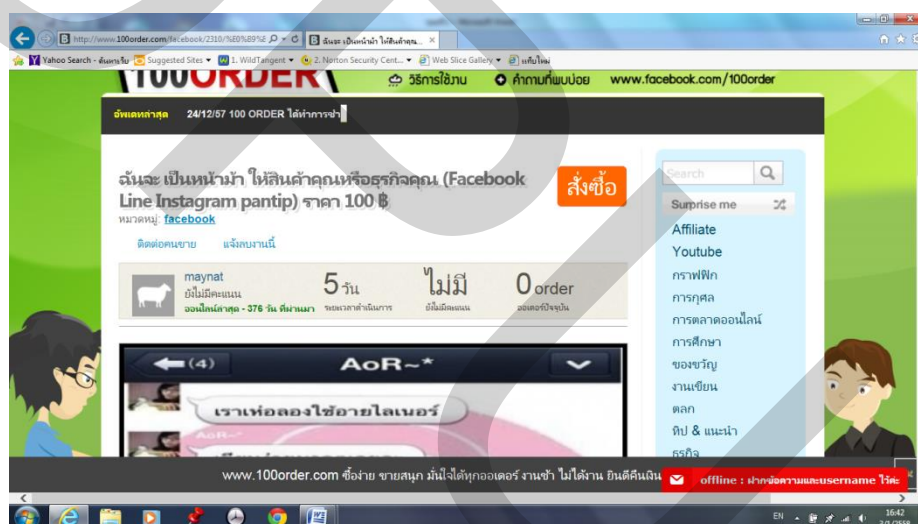 http://www.100order.com/facebook/2310/%E0%B9%E
ฉันจะ เป็นหน้าม้า ให้สินค้าคุณ...
Yahoo Search - ค้นหาเว็บ
Suggested Sites
1. WildTangent
2. Norton Security Cent...
Web Slice Gallery
แท็บใหม่
100ORDER
วิธีการใช้งาน
คำถามที่พบบ่อย
www.facebook.com/100order
อัพเดทล่าสุด
24/12/57 100 ORDER ได้ทำการชำ
ฉันจะ เป็นหน้าม้า ให้สินค้าคุณหรือธุรกิจคุณ (Facebook
Line Instagram pantip) ราคา 100 ฿
สั่งซื้อ
หมวดหมู่: facebook
ติดต่อคนขาย
แจ้งลบงานนี้
maynat
ยังไม่มีคะแนน
ออนไลน์ล่าสุด - 376 วัน ที่ผ่านมา
5 วัน
ระยะเวลาดำเนินการ
ไม่มี
ยังไม่มีคะแนน
0 order
ออเดอร์ปัจจุบัน
(4)
AoR~*
เราเห่อลองใช้อายไลเนอร์
AoR~*
Search
Surprise me
Affiliate
Youtube
กราฟฟิก
การกุศล
การตลาดออนไลน์
การศึกษา
ของขวัญ
งานเขียน
ตลก
ทิป & แนะนำ
ธุรกิจ
www.100order.com ซื้อง่าย ขายสนุก มั่นใจได้ทุกออเดอร์ งานช้า ไม่ได้งาน ยินดีคืนเงิน
offline : ฝากข้อความและusername ไว้ค่ะ
EN
16:42